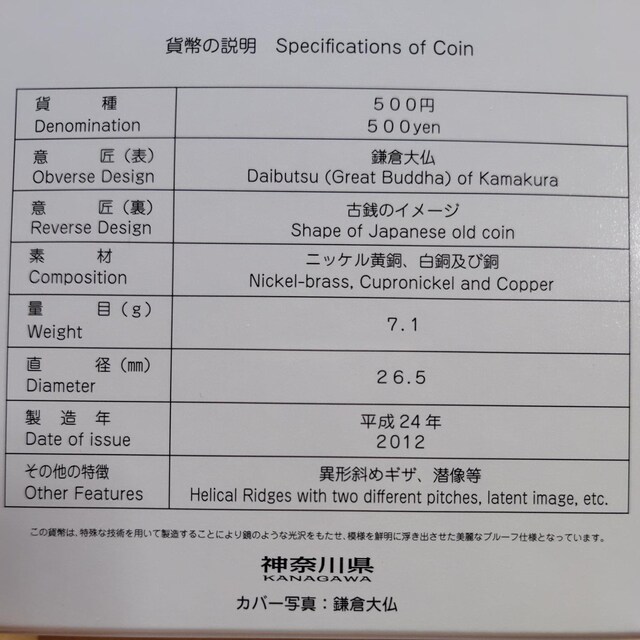 貨幣の説明 Specifications of Coin
貨 種
Denomination
500円
500yen
意 匠(表)
Obverse Design
鎌倉大仏
Daibutsu (Great Buddha) of Kamakura
意 匠(裏)
Reverse Design
古銭のイメージ
Shape of Japanese old coin
素 材
Composition
ニッケル黄銅、白銅及び銅
Nickel-brass, Cupronickel and Copper
量 目(g)
Weight
7.1
直 径(㎜)
Diameter
26.5
製 造 年
Date of issue
平成24年
2012
その他の特徴
Other Features
異形斜めギザ、潜像等
Helical Ridges with two different pitches, latent image, etc.
この貨幣は、特殊な技術を用いて製造することにより鏡のような光沢をもたせ、模様を鮮明に浮き出させた美麗なプルーフ仕様となっています。
神奈川県
KANAGAWA
カバー写真：鎌倉大仏